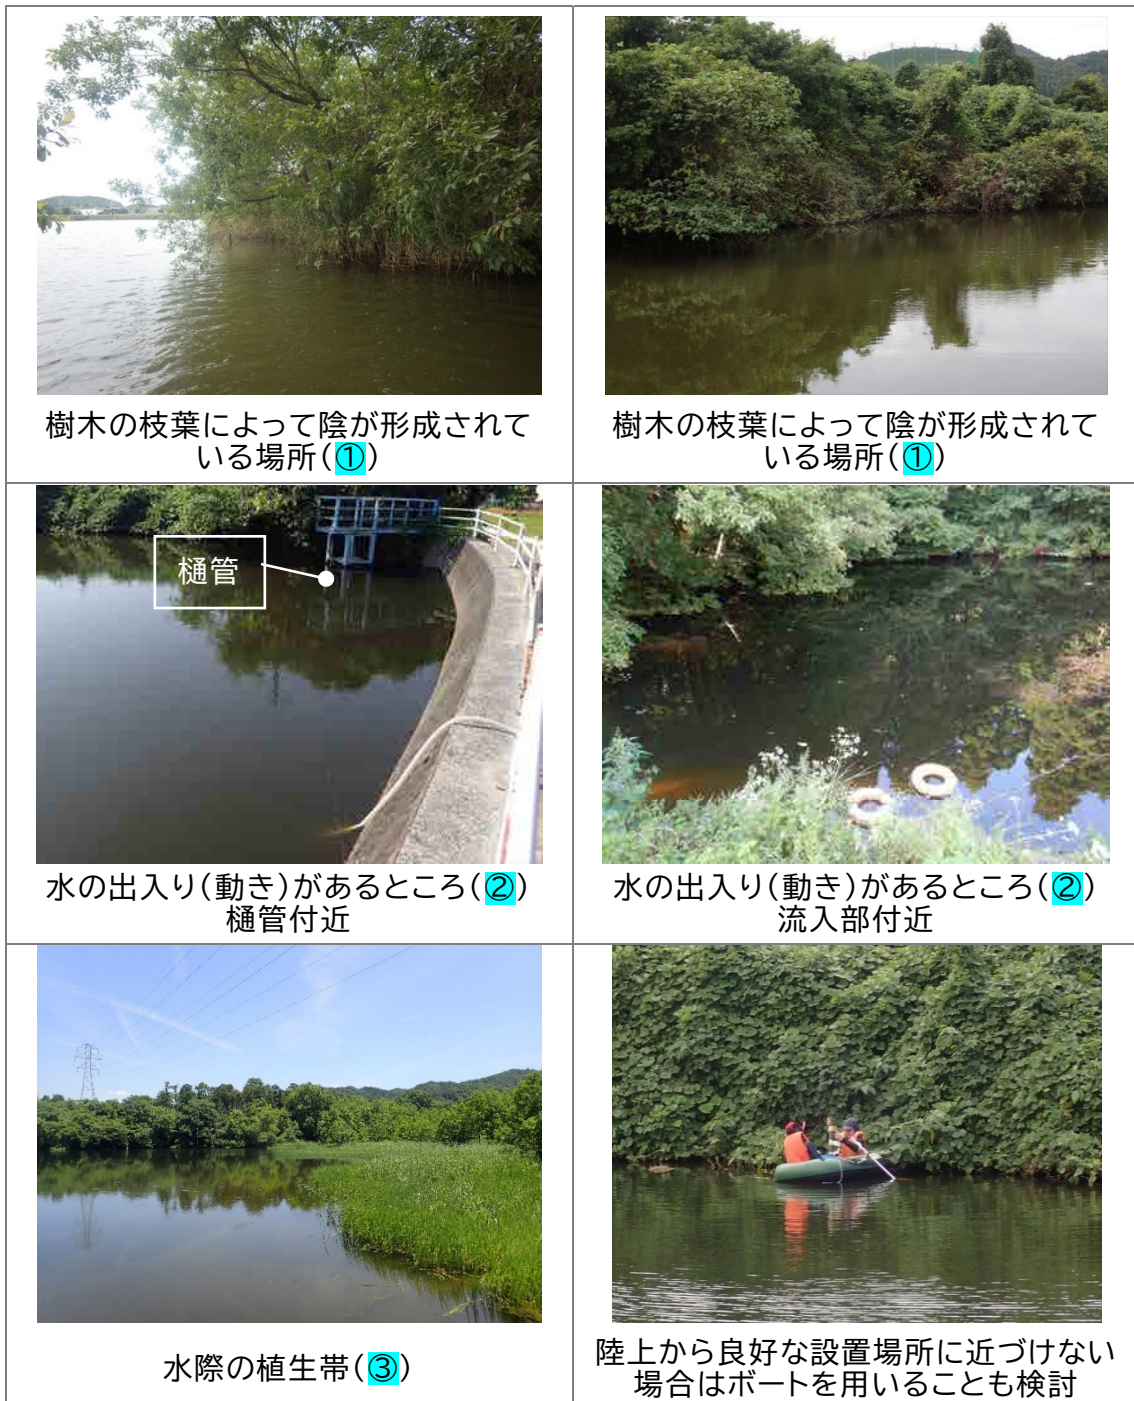 樹木の枝葉によって陰が形成されて
いる場所(①)
樹木の枝葉によって陰が形成されて
いる場所(①)
樋管
水の出入り(動き)があるところ(②)
樋管付近
水の出入り(動き)があるところ(②)
流入部付近
水際の植生帯(③)
陸上から良好な設置場所に近づけない
場合はボートを用いることも検討